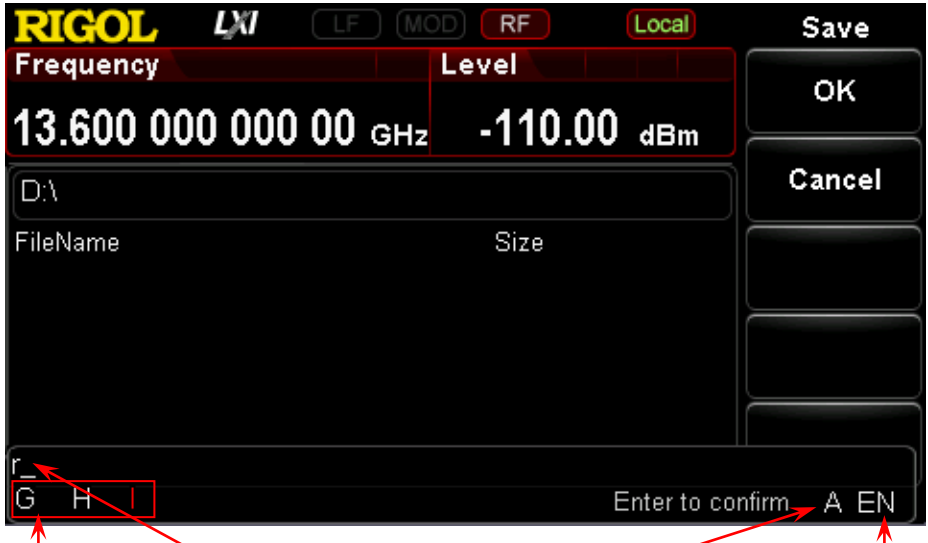 RIGOL LXI LF MOD RF Local Save
Frequency Level
OK
13.600 000 000 00 GHz -110.00 dBm
Cancel
D:\
FileName Size
r_
G H I Enter to confirm A EN